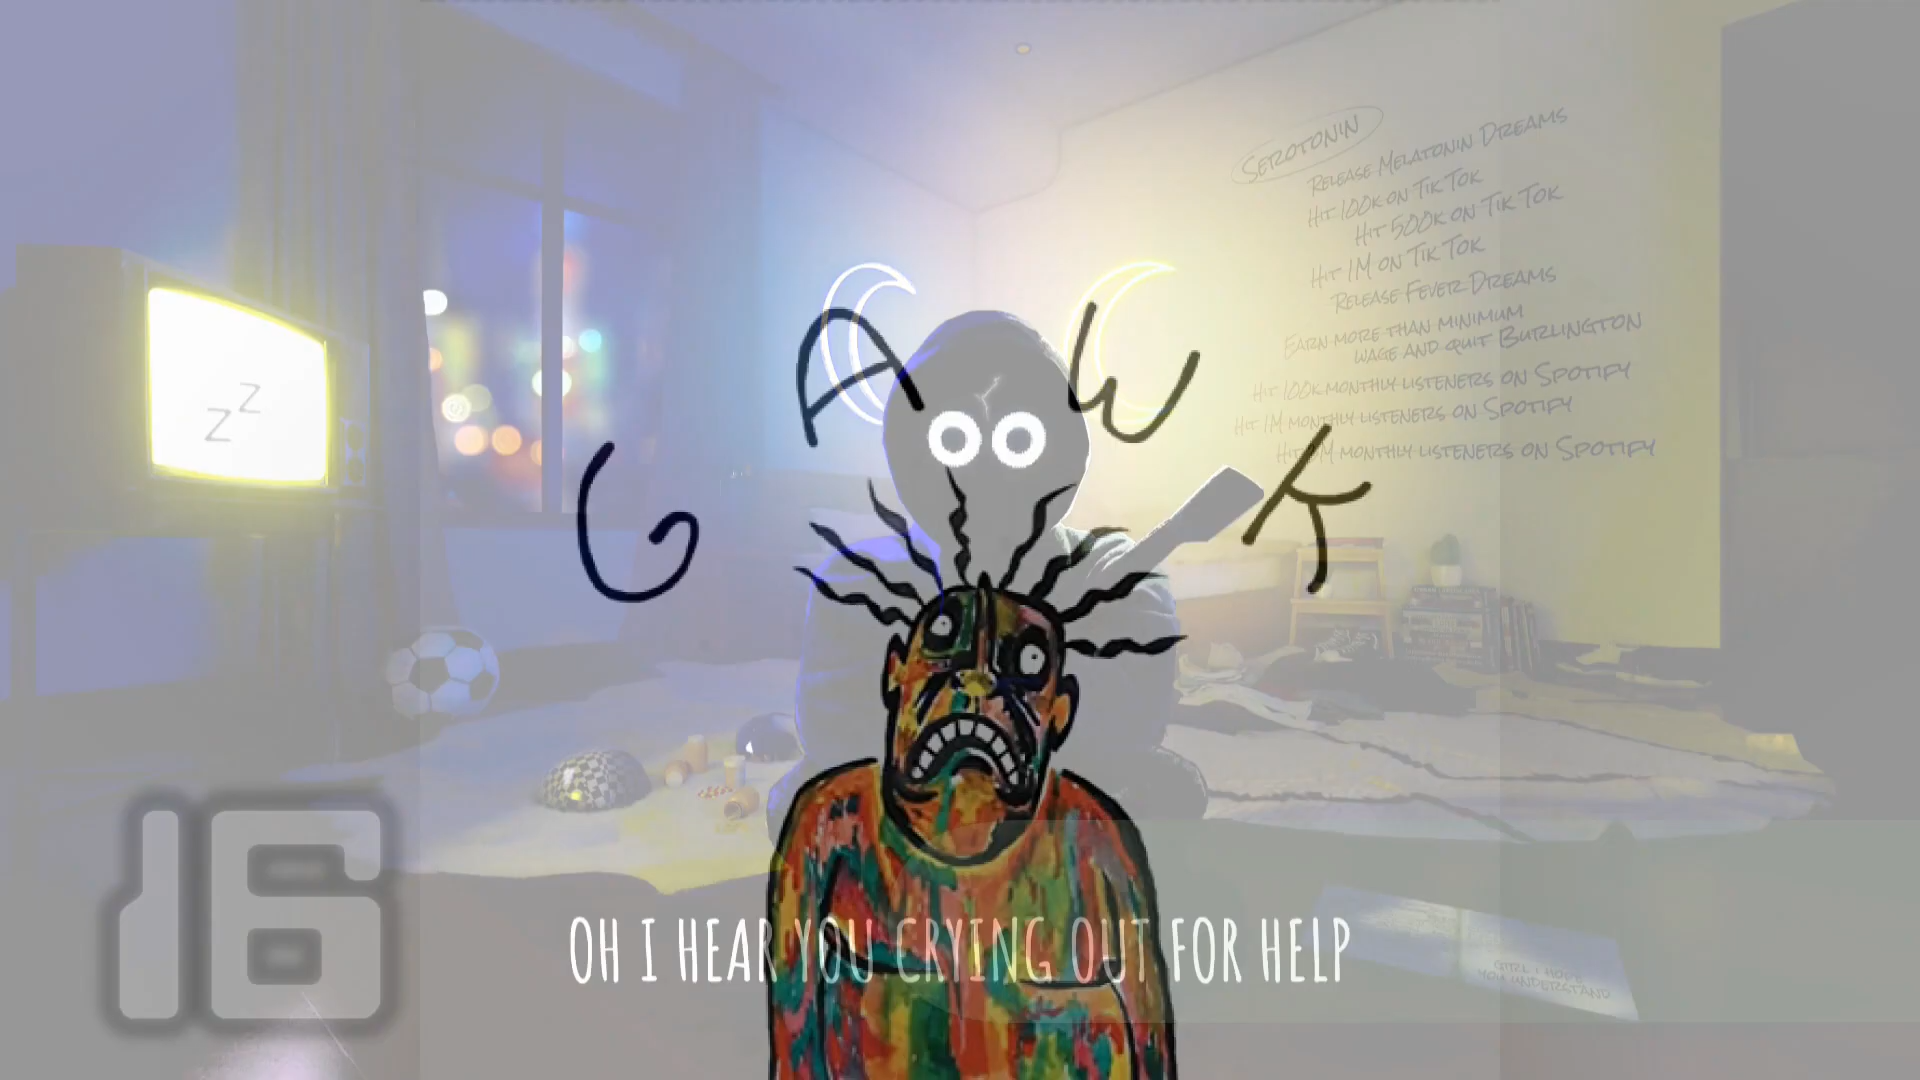 SEROTONIN
RELEASE MELATONIN DREAMS
HIT 100K ON TIK TOK
HIT 500K ON TIK TOK
HIT 1M ON TIK TOK
RELEASE FEVER DREAMS
EARN MORE THAN MINIMUM
WAGE AND QUIT BURLINGTON
HIT 100K MONTHLY LISTENERS ON SPOTIFY
HIT 1M MONTHLY LISTENERS ON SPOTIFY
MONTHLY LISTENERS ON SPOTIFY
Z
Z
GAWK
16
OH I HEAR YOU CRYING OUT FOR HELP
GIRL I HOPE
YOU UNDERSTAND